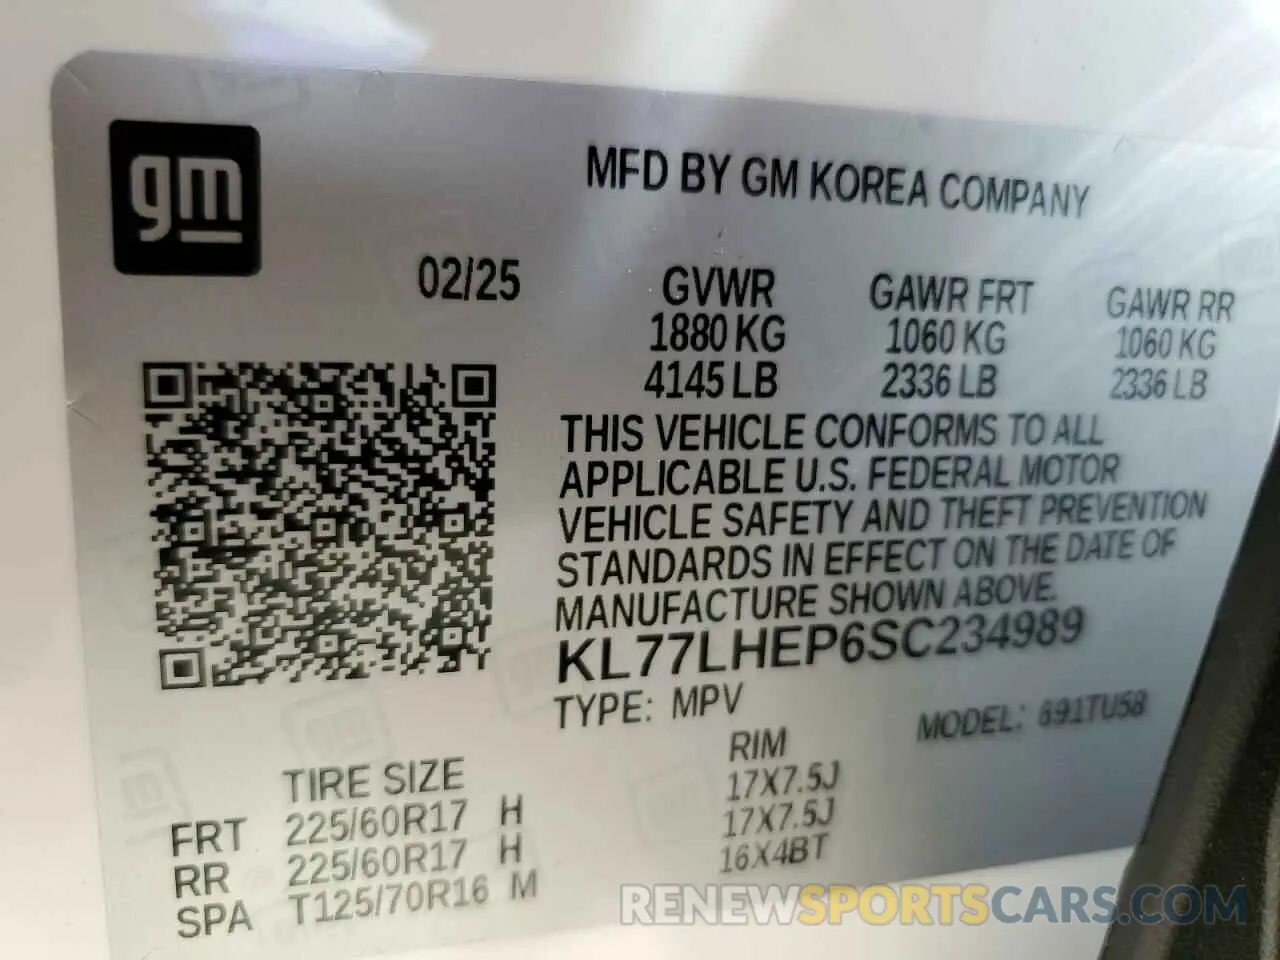 gm
MFD BY GM KOREA COMPANY
02/25
GVWR GAWR FRT GAWR RR
1880 KG 1060 KG 1060 KG
4145 LB 2336 LB 2336 LB
THIS VEHICLE CONFORMS TO ALL
APPLICABLE U.S. FEDERAL MOTOR
VEHICLE SAFETY AND THEFT PREVENTION
STANDARDS IN EFFECT ON THE DATE OF
MANUFACTURE SHOWN ABOVE.
KL77LHEP6SC234989
TYPE: MPV MODEL: 691TU58
TIRE SIZE RIM
FRT 225/60R17 H 17X7.5J
RR 225/60R17 H 17X7.5J
SPA T125/70R16 M 16X4BT
RENEWSPORTSCARS.COM